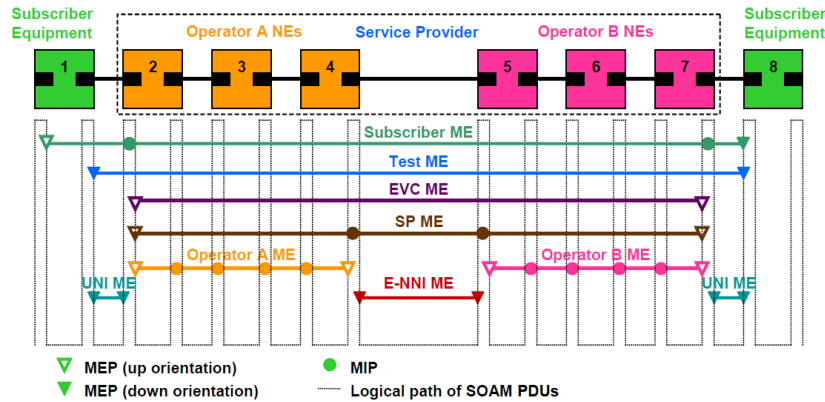 Subscriber
Equipment
Operator A NEs
Service Provider
Operator B NEs
Subscriber
Equipment
1
2
3
4
5
6
7
8
Subscriber ME
Test ME
EVC ME
SP ME
Operator A ME
Operator B ME
UNI ME
E-NNI ME
UNI ME
MEP (up orientation)
MIP
MEP (down orientation)
Logical path of SOAM PDUs